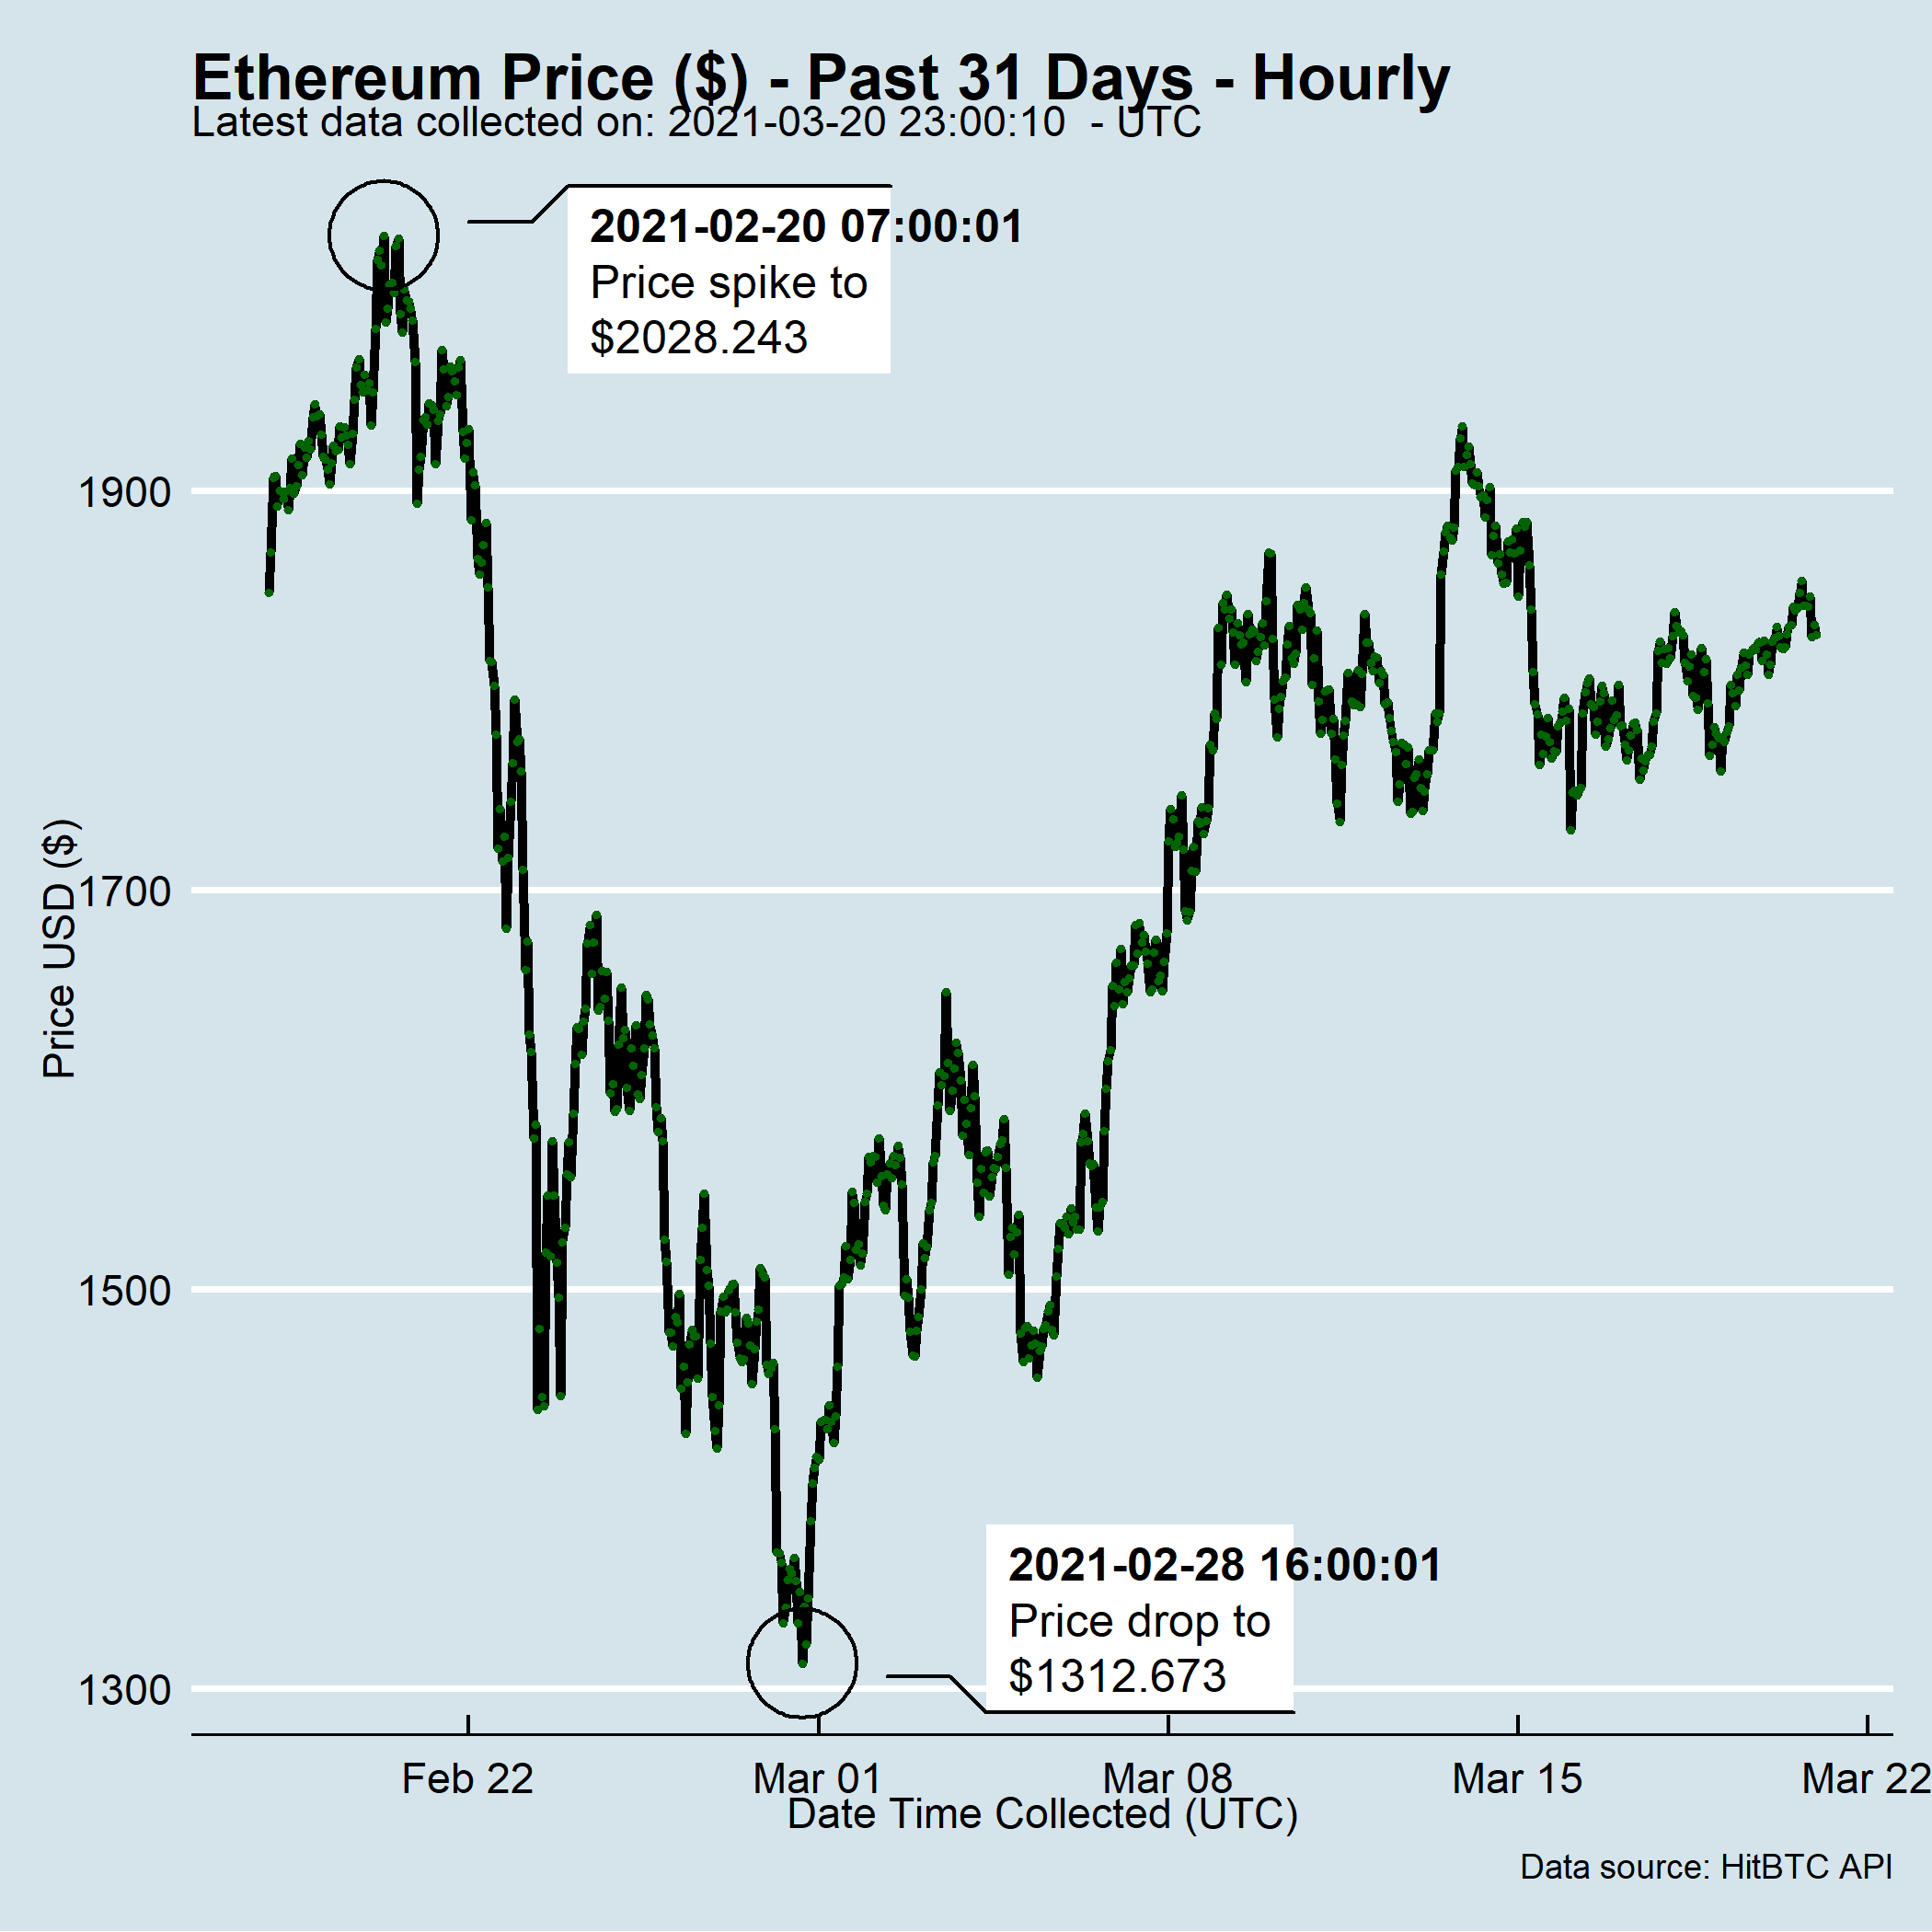 Ethereum Price ($) - Past 31 Days - Hourly
Latest data collected on: 2021-03-20 23:00:10  - UTC
2021-02-20 07:00:01
Price spike to
$2028.243
1900
1700
1500
1300
Price USD ($)
2021-02-28 16:00:01
Price drop to
$1312.673
Feb 22
Mar 01
Mar 08
Mar 15
Mar 22
Date Time Collected (UTC)
Data source: HitBTC API